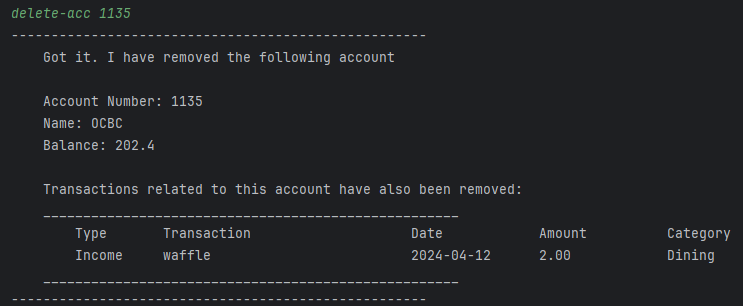 delete-acc 1135
----------------------------------------------------
Got it. I have removed the following account
Account Number: 1135
Name: OCBC
Balance: 202.4
Transactions related to this account have also been removed:
____________________________________________________
Type Transaction Date Amount Category
Income waffle 2024-04-12 2.00 Dining
____________________________________________________
----------------------------------------------------